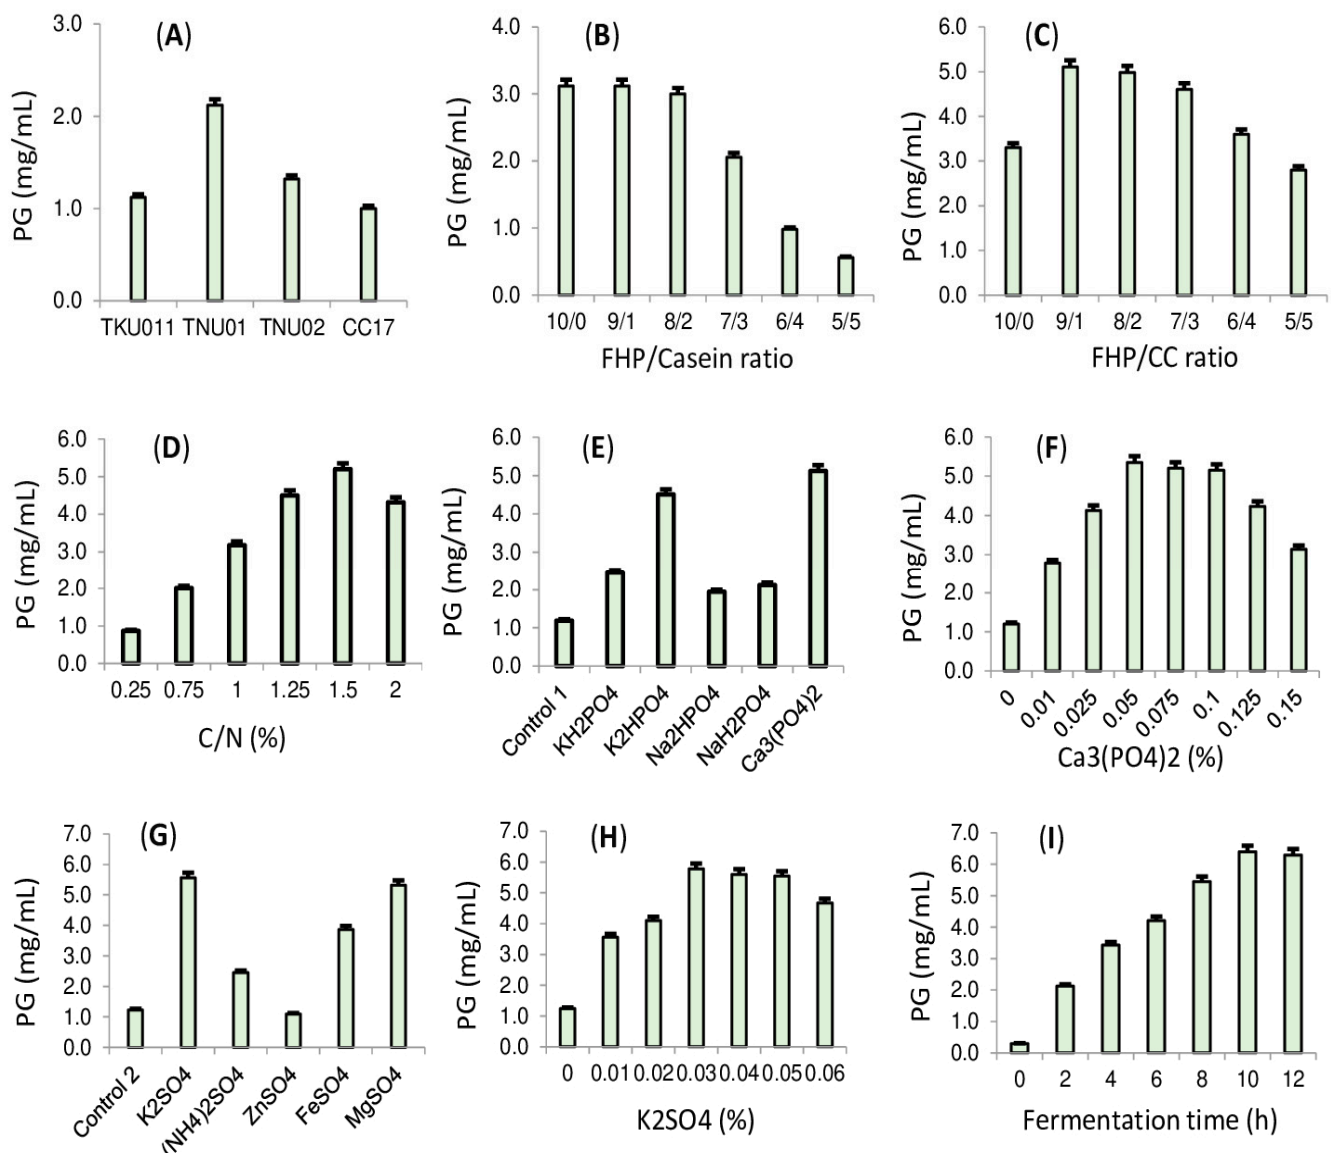 (A)
PG (mg/mL)
3.0
2.0
1.0
0.0
TKU011 TNU01 TNU02 CC17
(B)
PG (mg/mL)
4.0
3.0
2.0
1.0
0.0
10/0 9/1 8/2 7/3 6/4 5/5
FHP/Casein ratio
(C)
PG (mg/mL)
6.0
5.0
4.0
3.0
2.0
1.0
0.0
10/0 9/1 8/2 7/3 6/4 5/5
FHP/CC ratio
(D)
PG (mg/mL)
6.0
5.0
4.0
3.0
2.0
1.0
0.0
0.25 0.75 1 1.25 1.5 2
C/N (%)
(E)
PG (mg/mL)
6.0
5.0
4.0
3.0
2.0
1.0
0.0
Control 1
KH2PO4
K2HPO4
Na2HPO4
NaH2PO4
Ca3(PO4)2
(F)
PG (mg/mL)
6.0
5.0
4.0
3.0
2.0
1.0
0.0
0
0.01
0.025
0.05
0.075
0.1
0.125
0.15
Ca3(PO4)2 (%)
(G)
PG (mg/mL)
7.0
6.0
5.0
4.0
3.0
2.0
1.0
0.0
Control 2
K2SO4
(NH4)2SO4
ZnSO4
FeSO4
MgSO4
(H)
PG (mg/mL)
7.0
6.0
5.0
4.0
3.0
2.0
1.0
0.0
0 0.01 0.02 0.03 0.04 0.05 0.06
K2SO4 (%)
(I)
PG (mg/mL)
7.0
6.0
5.0
4.0
3.0
2.0
1.0
0.0
0 2 4 6 8 10 12
Fermentation time (h)